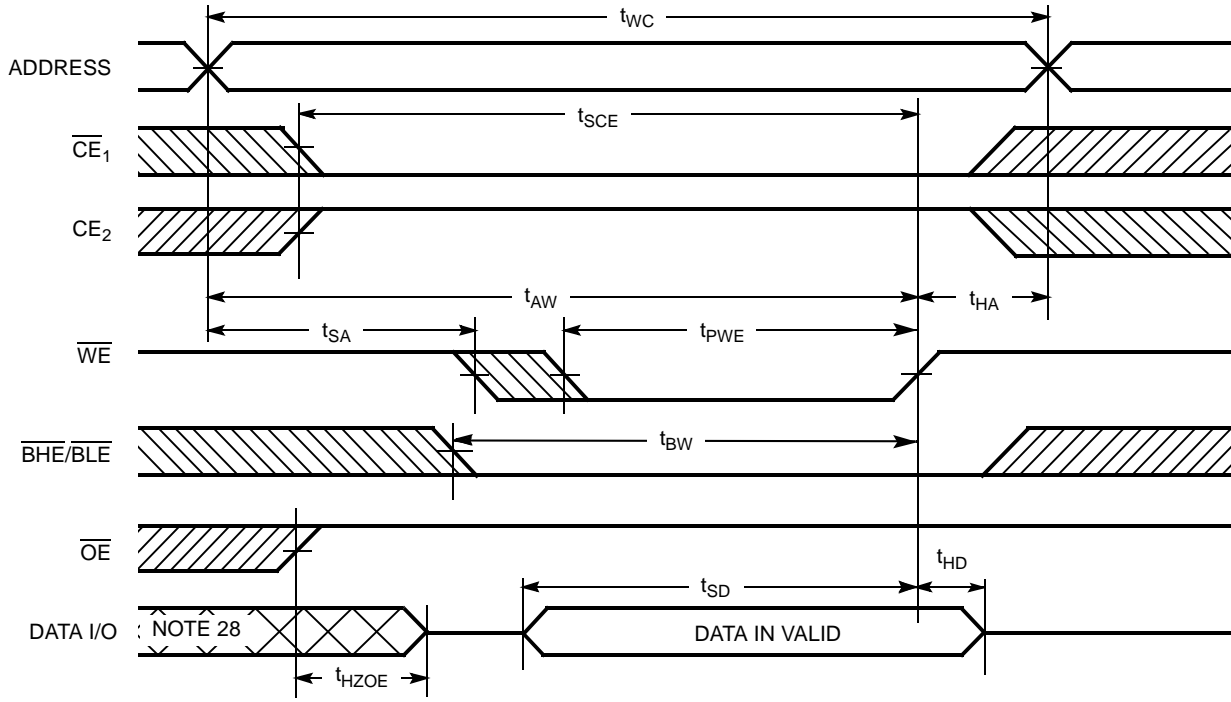 tWC
ADDRESS
tSCE
CE1
CE2
tAW
tHA
tSA
tPWE
WE
tBW
BHE/BLE
OE
tHD
tSD
DATA I/O
NOTE 28
DATA IN VALID
tHZOE